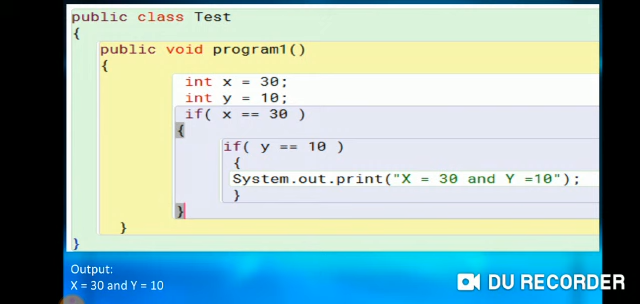 public class Test
{
public void program1()
{
int x = 30;
int y = 10;
if( x == 30 )
{
if( y == 10 )
{
System.out.print("X = 30 and Y =10");
}
}
}
}
Output:
X = 30 and Y = 10
DU RECORDER